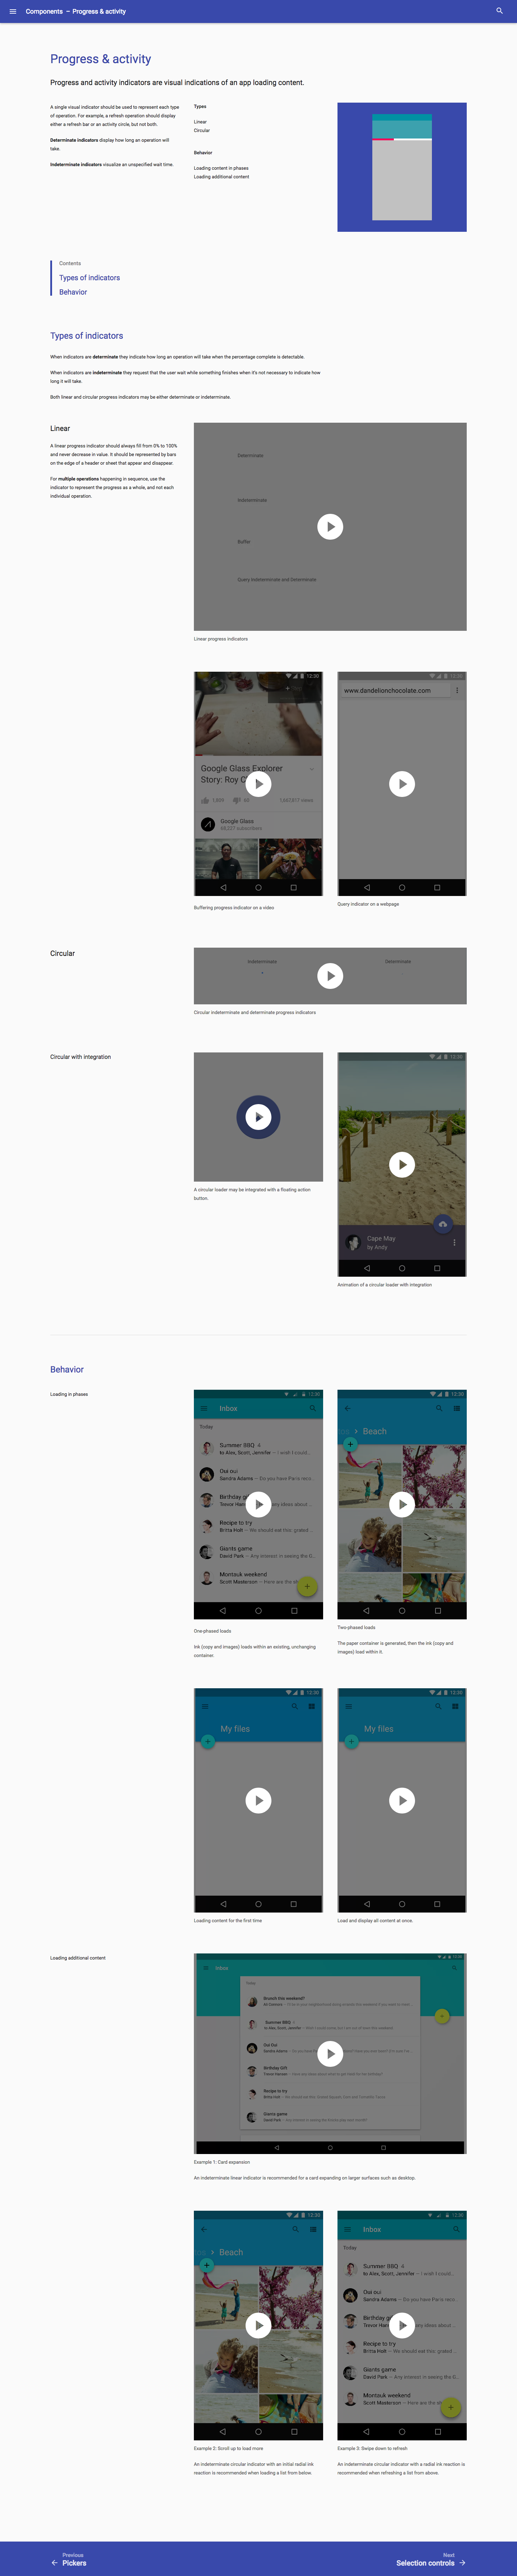 Components – Progress & activity
Progress & activity
Progress and activity indicators are visual indications of an app loading content.
A single visual indicator should be used to represent each type
of operation. For example, a refresh operation should display
either a refresh bar or an activity circle, but not both.
Determinate indicators display how long an operation will
take.
Indeterminate indicators visualize an unspecified wait time.
Types
Linear
Circular
Behavior
Loading content in phases
Loading additional content
Contents
Types of indicators
Behavior
Types of indicators
When indicators are determinate they indicate how long an operation will take when the percentage complete is detectable.
When indicators are indeterminate they request that the user wait while something finishes when it's not necessary to indicate how
long it will take.
Both linear and circular progress indicators may be either determinate or indeterminate.
Linear
A linear progress indicator should always fill from 0% to 100%
and never decrease in value. It should be represented by bars
on the edge of a header or sheet that appear and disappear.
For multiple operations happening in sequence, use the
indicator to represent the progress as a whole, and not each
individual operation.
Determinate
Indeterminate
Buffer
Query Indeterminate and Determinate
Linear progress indicators
12:30
Google Glass Explorer
Story: Roy
Google Glass
Buffering progress indicator on a video
12:30
www.dandelionchocolate.com
Query indicator on a webpage
Circular
Indeterminate
Determinate
Circular indeterminate and determinate progress indicators
Circular with integration
A circular loader may be integrated with a floating action
button.
12:30
Cape May
by Andy
Animation of a circular loader with integration
Behavior
Loading in phases
12:30
Inbox
Today
Summer BBQ 4
to Alex, Scott, Jennifer – I wish I could...
Oui oui
Sandra Adams – Do you have Paris reco...
Birthday
Trevor Han any ideas about ...
Recipe to try
Britta Holt – We should eat this: grated ...
Giants game
David Park – Any interest in seeing the G...
Montauk weekend
Scott Masterson – Here are the
One-phased loads
Ink (copy and images) loads within an existing, unchanging
container.
12:30
Beach
Two-phased loads
The paper container is generated, then the ink (copy and
images) load within it.
12:30
My files
Loading content for the first time
12:30
My files
Load and display all content at once.
Loading additional content
12:30
Inbox
Today
Brunch this weekend?
Summer BBQ
to Alex, Scott, Jennifer
Oui Oui
Sandra Adams
Birthday Gift
Trevor Hansen
Recipe to try
Britta Holt
Giants game
David Park
Example 1: Card expansion
An indeterminate linear indicator is recommended for a card expanding on larger surfaces such as desktop.
12:30
Beach
Example 2: Scroll up to load more
An indeterminate circular indicator with an initial radial ink
reaction is recommended when loading a list from below.
12:30
Inbox
Today
Summer BBQ 4
to Alex, Scott, Jennifer – I wish I could...
Oui oui
Sandra Adams – Do you have Paris reco...
Birthday
Trevor Han any ideas about ...
Recipe to try
Britta Holt – We should eat this: grated ...
Giants game
David Park – Any interest in seeing the G...
Montauk weekend
Scott Masterson – Here are the
Example 3: Swipe down to refresh
An indeterminate circular indicator with a radial ink reaction is
recommended when refreshing a list from above.
Previous
Pickers
Next
Selection controls